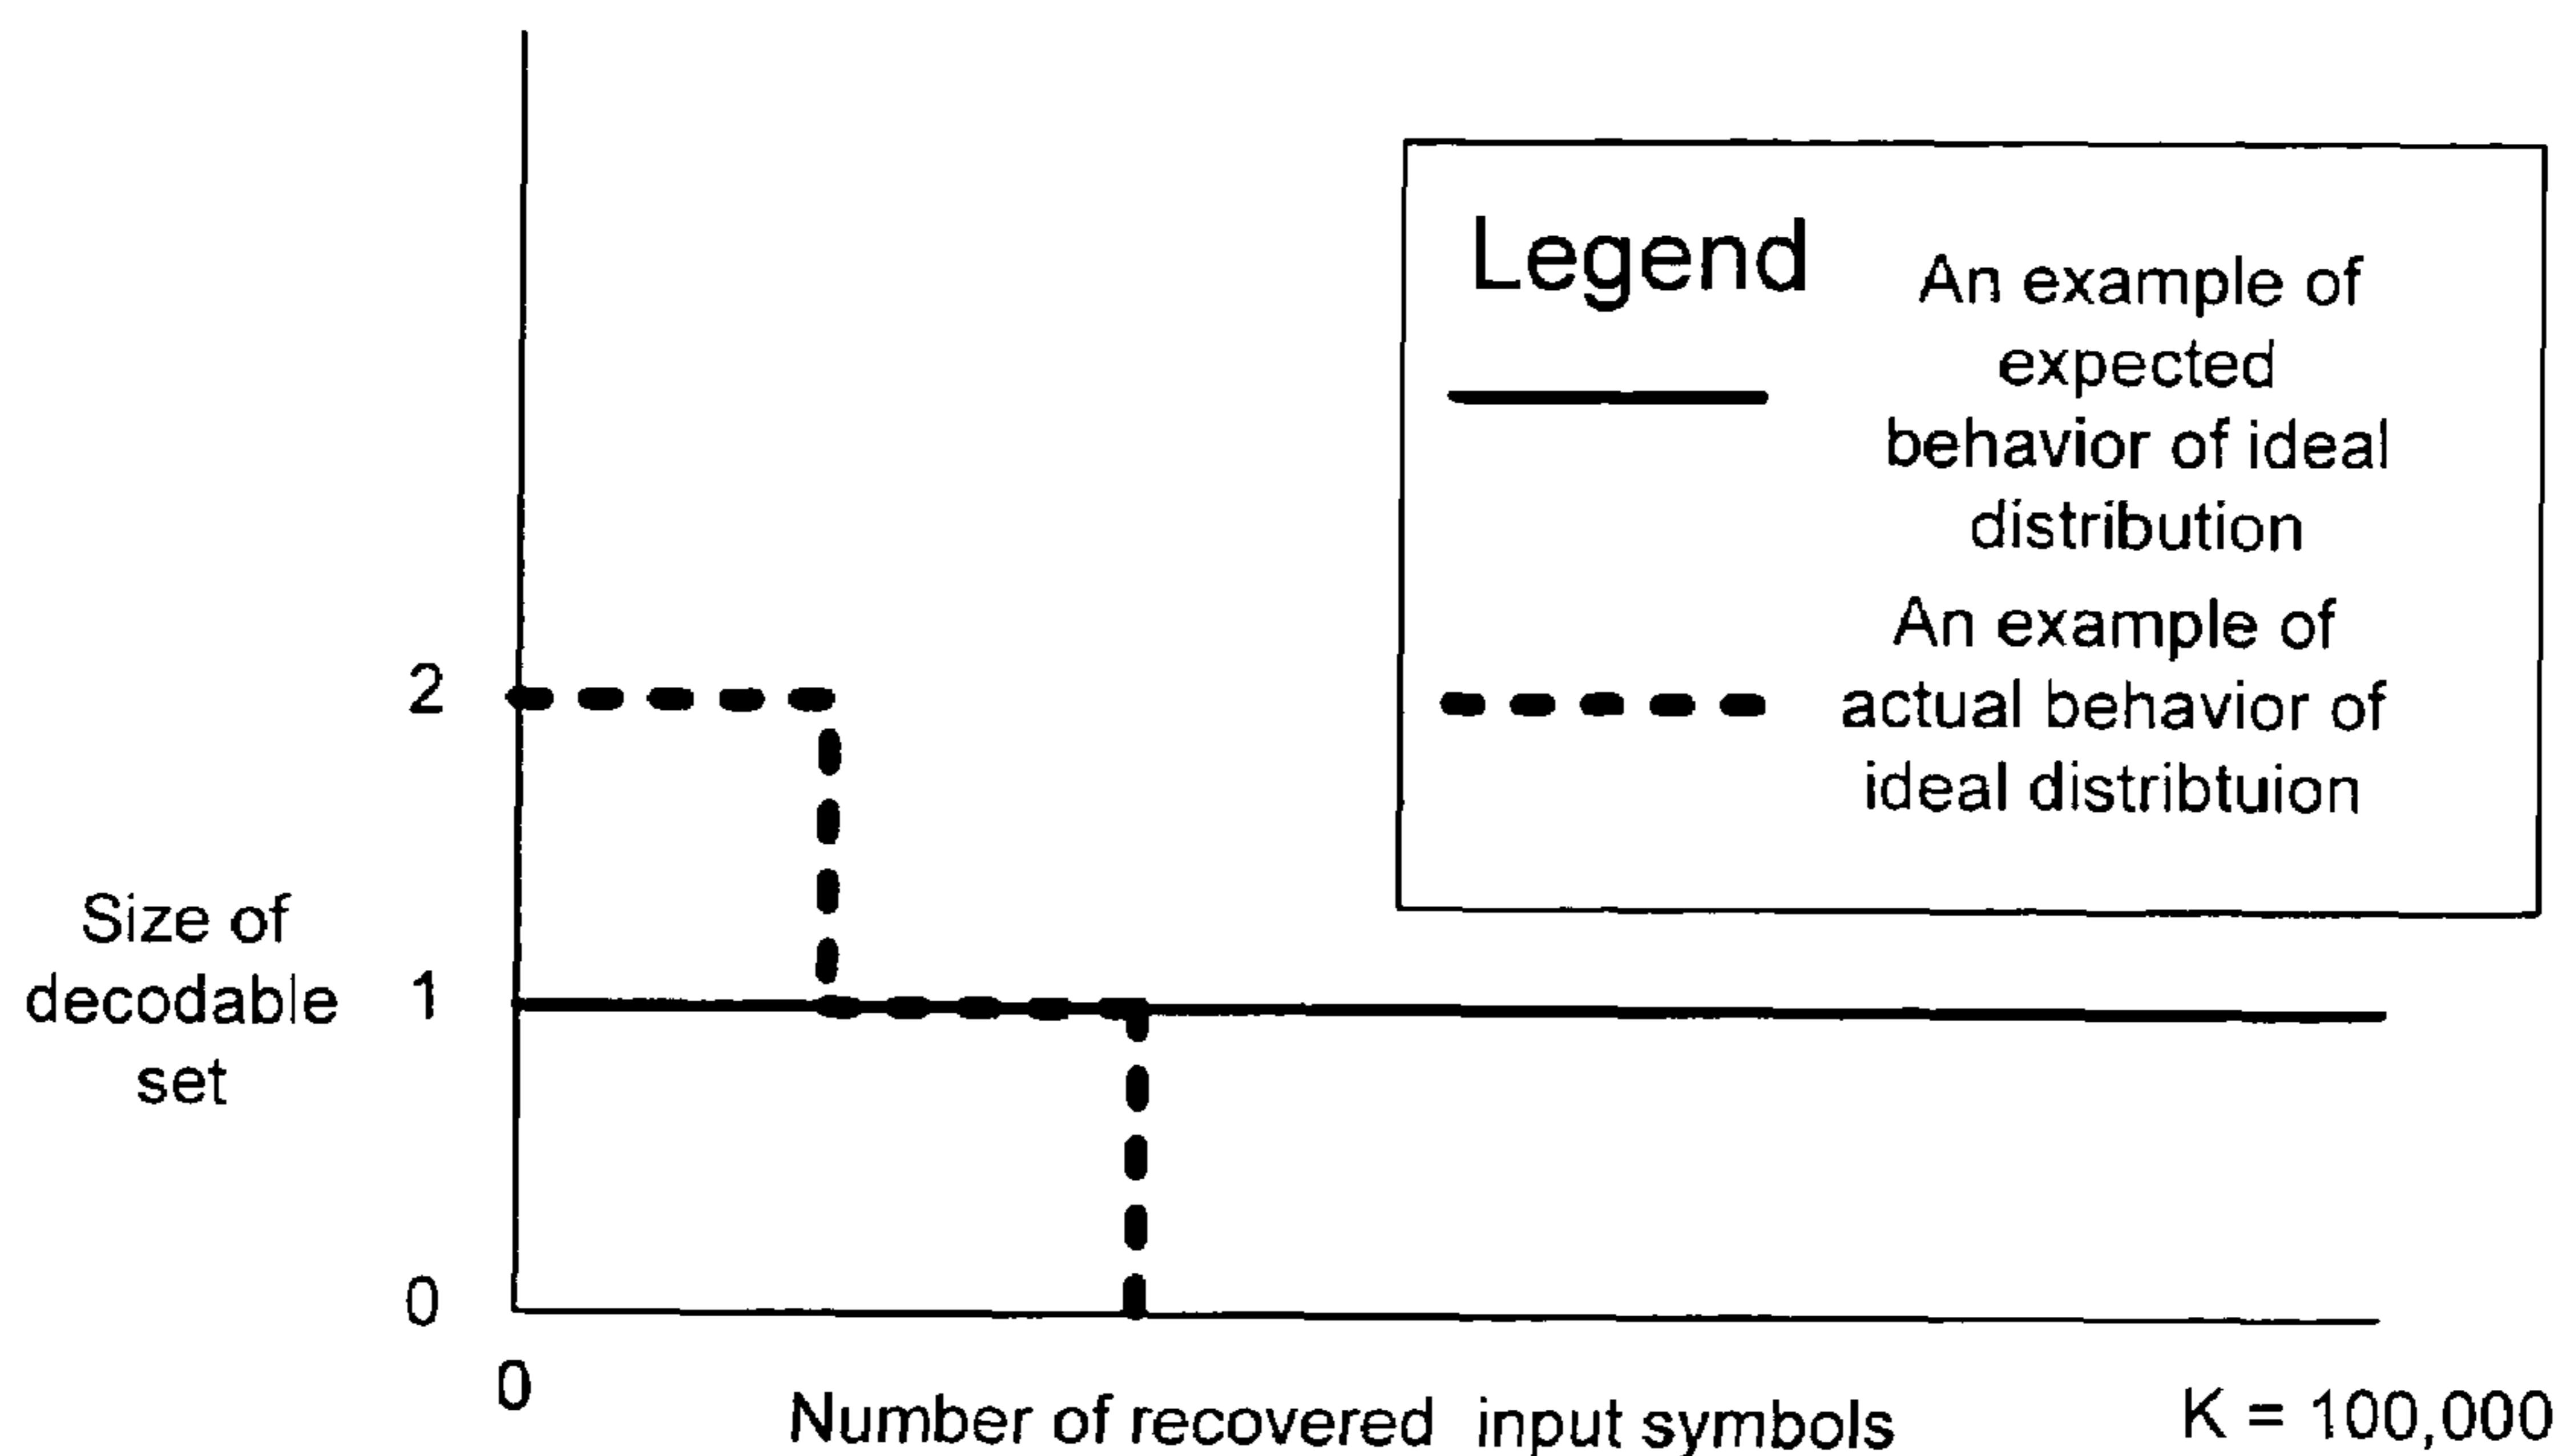 Legend
An example of
expected
behavior of ideal
distribution
An example of
actual behavior of
ideal distribtuion
2
Size of
decodable
set
1
0
0
Number of recovered input symbols
K = 100,000